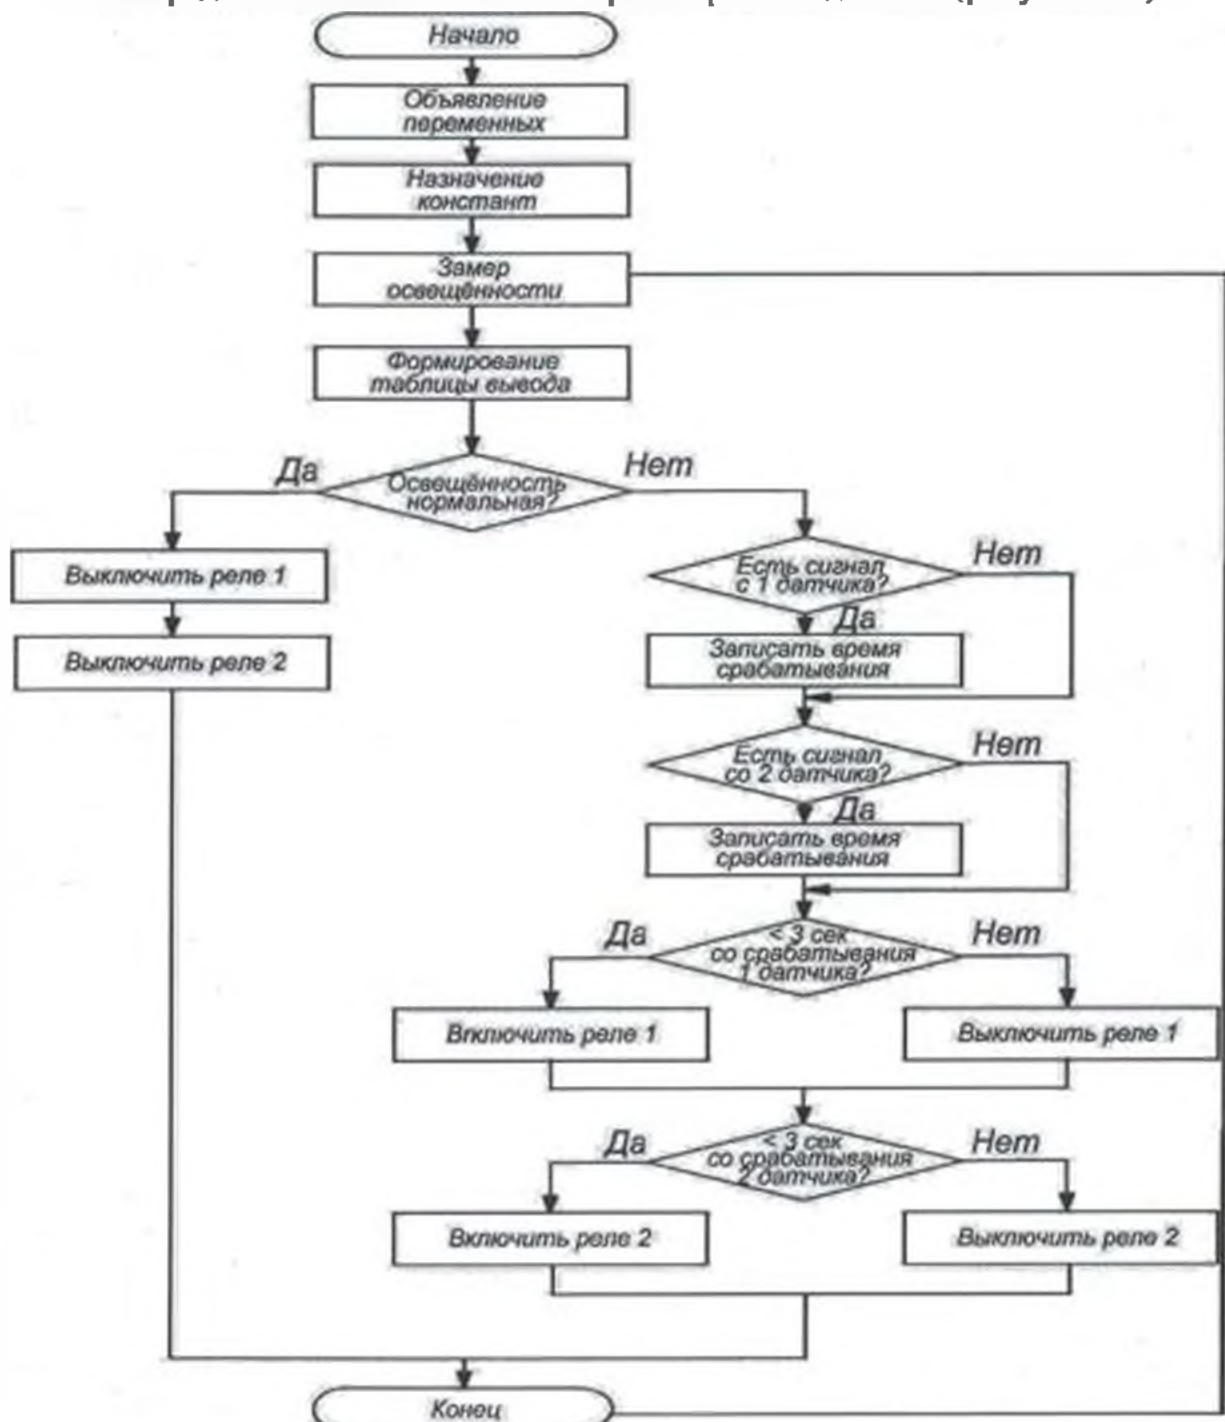 Начало
Объявление
переменных
Назначение
констант
Замер
освещённости
Формирование
таблицы вывода
Да
Освещённость
нормальная?
Нет
Выключить реле 1
Выключить реле 2
Есть сигнал
с 1 датчика?
Нет
Да
Записать время
срабатывания
Есть сигнал
со 2 датчика?
Нет
Да
Записать время
срабатывания
Да
< 3 сек
со срабатывания
1 датчика?
Нет
Включить реле 1
Выключить реле 1
Да
< 3 сек
со срабатывания
2 датчика?
Нет
Включить реле 2
Выключить реле 2
Конец